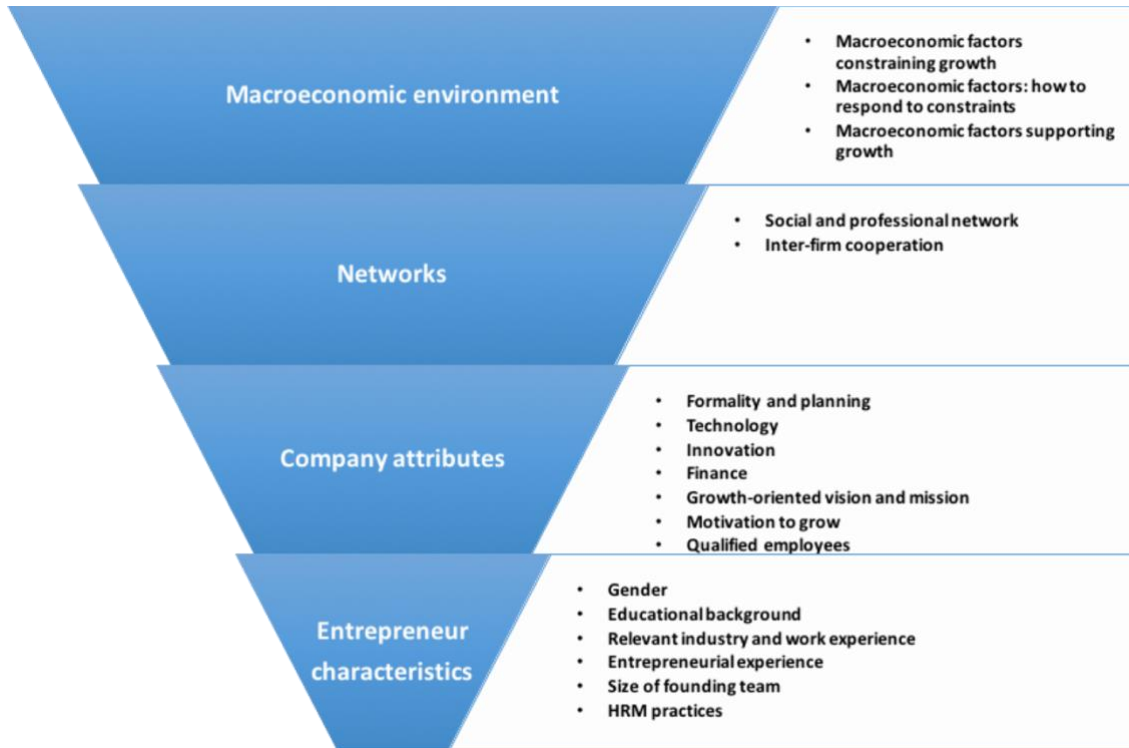 Macroeconomic environment
• Macroeconomic factors
constraining growth
• Macroeconomic factors: how to
respond to constraints
• Macroeconomic factors supporting
growth
Networks
• Social and professional network
• Inter-firm cooperation
Company attributes
• Formality and planning
• Technology
• Innovation
• Finance
• Growth-oriented vision and mission
• Motivation to grow
• Qualified employees
Entrepreneur
characteristics
• Gender
• Educational background
• Relevant industry and work experience
• Entrepreneurial experience
• Size of founding team
• HRM practices